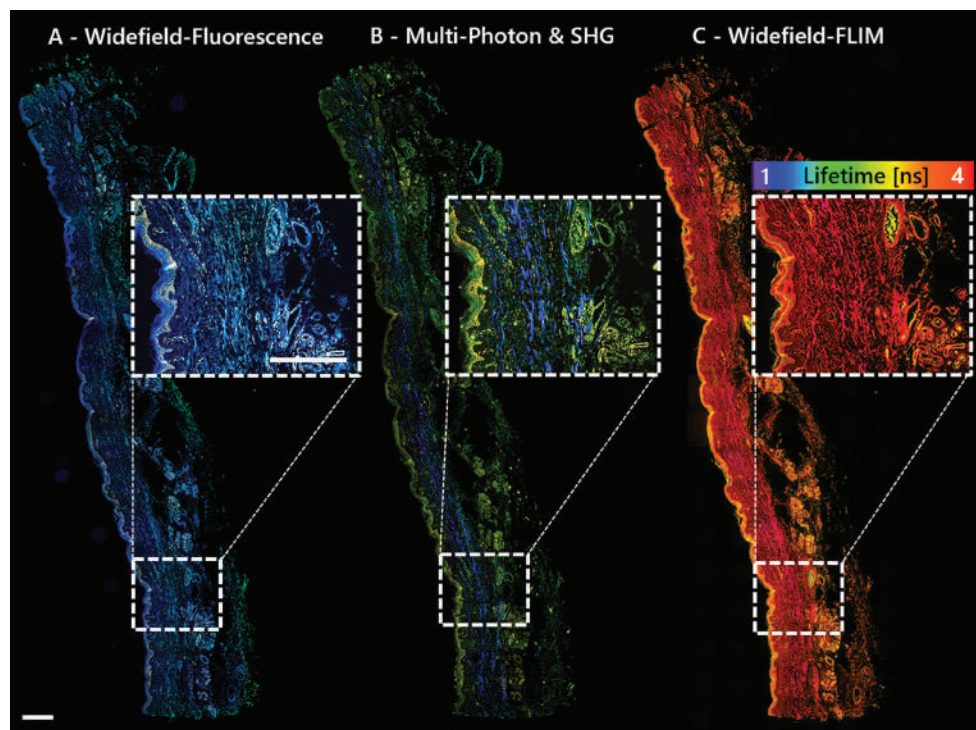 A - Widefield-Fluorescence
B - Multi-Photon & SHG
C - Widefield-FLIM
1 Lifetime [ns] 4